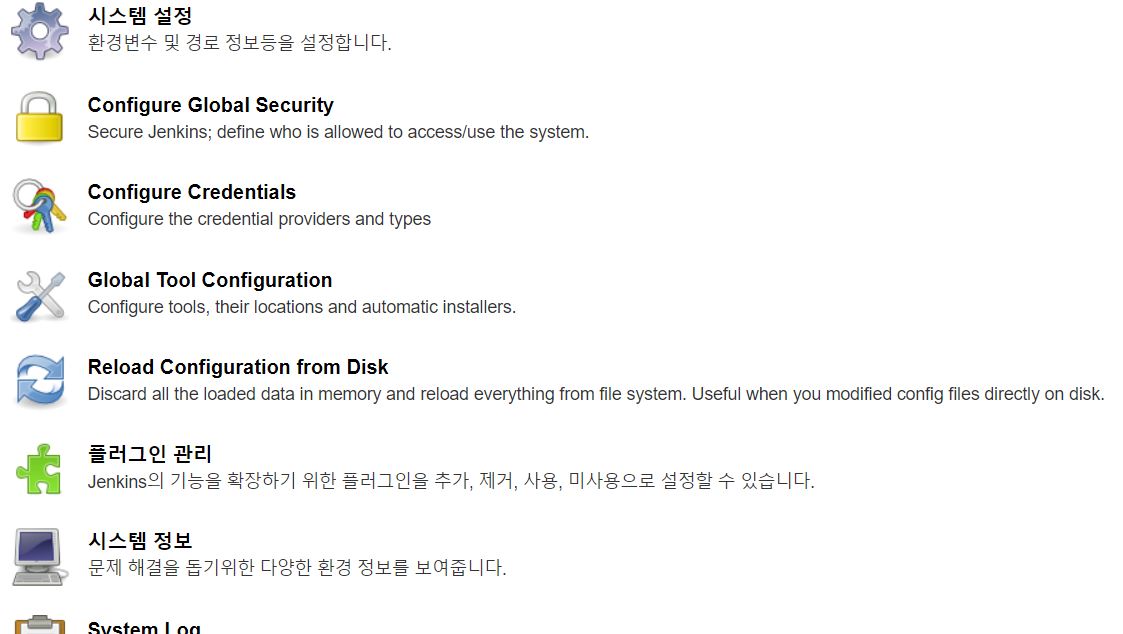 시스템 설정
환경변수 및 경로 정보등을 설정합니다.
Configure Global Security
Secure Jenkins; define who is allowed to access/use the system.
Configure Credentials
Configure the credential providers and types
Global Tool Configuration
Configure tools, their locations and automatic installers.
Reload Configuration from Disk
Discard all the loaded data in memory and reload everything from file system. Useful when you modified config files directly on disk.
플러그인 관리
Jenkins의 기능을 확장하기 위한 플러그인을 추가, 제거, 사용, 미사용으로 설정할 수 있습니다.
시스템 정보
문제 해결을 돕기위한 다양한 환경 정보를 보여줍니다.
System Log